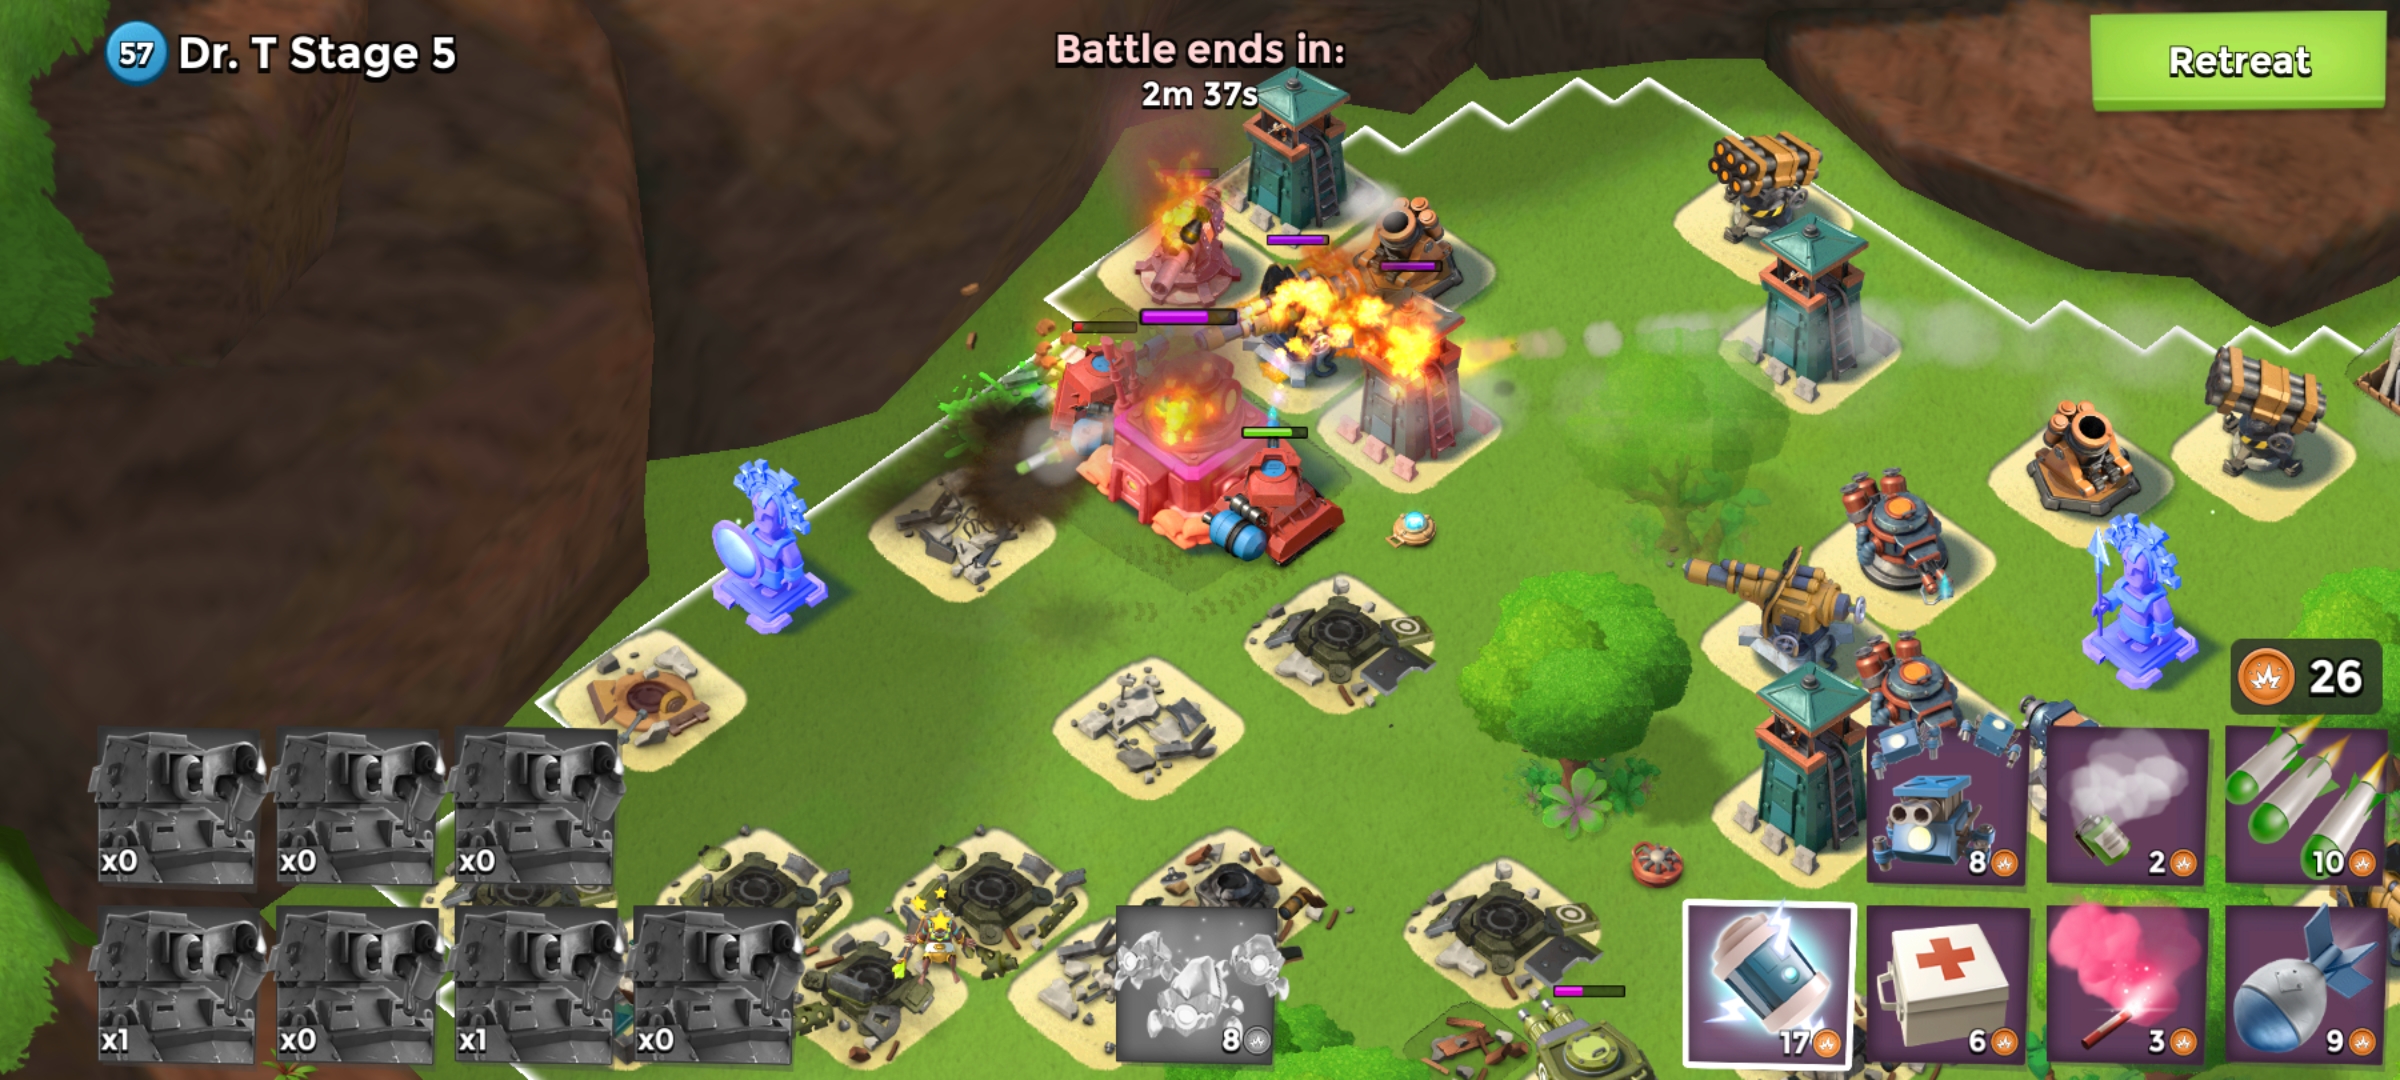 57 Dr. T Stage 5
Battle ends in:
2m 37s
Retreat
26
x0
x0
x0
8
2
10
x1
x0
x1
x0
8
17
6
3
9